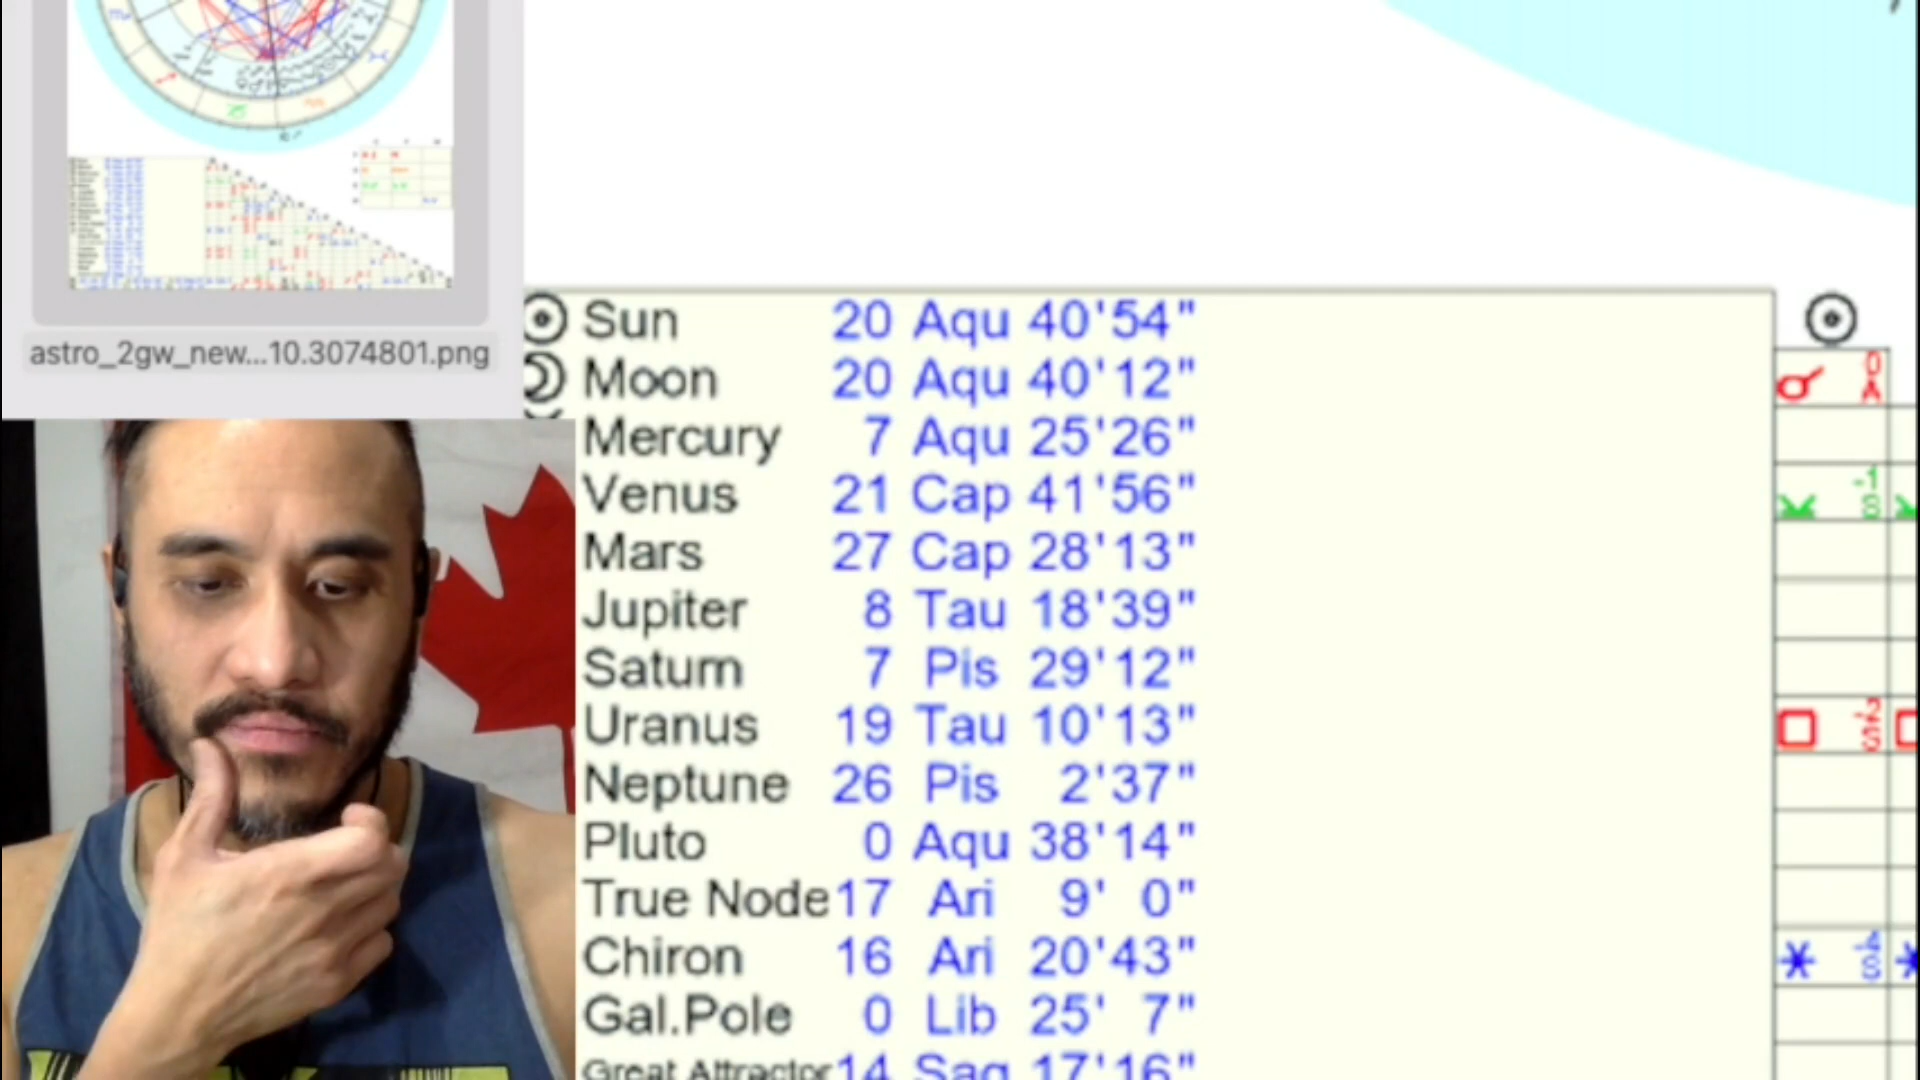 astro_2gw_new...10.3074801.png
Sun 20 Aqu 40'54"
Moon 20 Aqu 40'12"
Mercury 7 Aqu 25'26"
Venus 21 Cap 41'56"
Mars 27 Cap 28'13"
Jupiter 8 Tau 18'39"
Saturn 7 Pis 29'12"
Uranus 19 Tau 10'13"
Neptune 26 Pis 2'37"
Pluto 0 Aqu 38'14"
True Node 17 Ari 9' 0"
Chiron 16 Ari 20'43"
Gal.Pole 0 Lib 25' 7"
Great Attractor 14 Sag 17'16"
0
A
-1
S
-2
S
-4
S